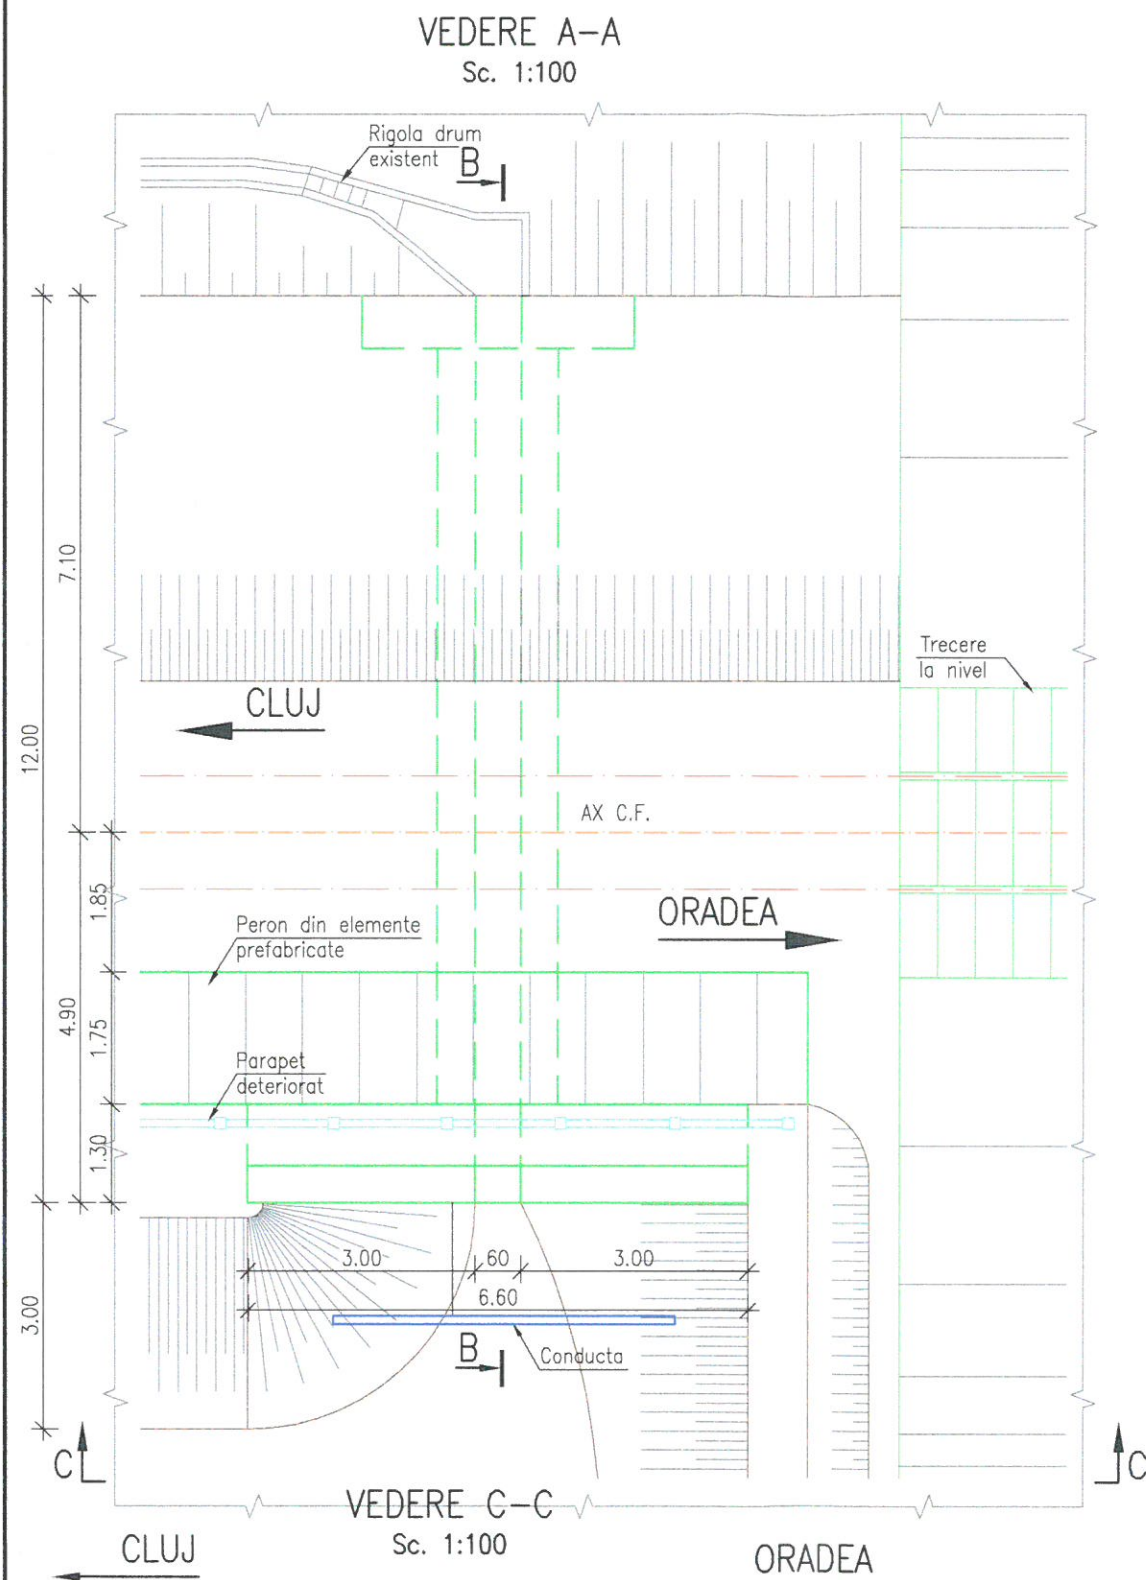 VEDERE A-A
Sc. 1:100
Rigola drum
existent
B
7.10
Trecere
la nivel
CLUJ
12.00
AX C.F.
1.85
ORADEA
Peron din elemente
prefabricate
4.90
1.75
Parapet
deteriorat
1.30
3.00
60
3.00
6.60
3.00
B
Conducta
C
C
VEDERE C-C
Sc. 1:100
CLUJ
ORADEA